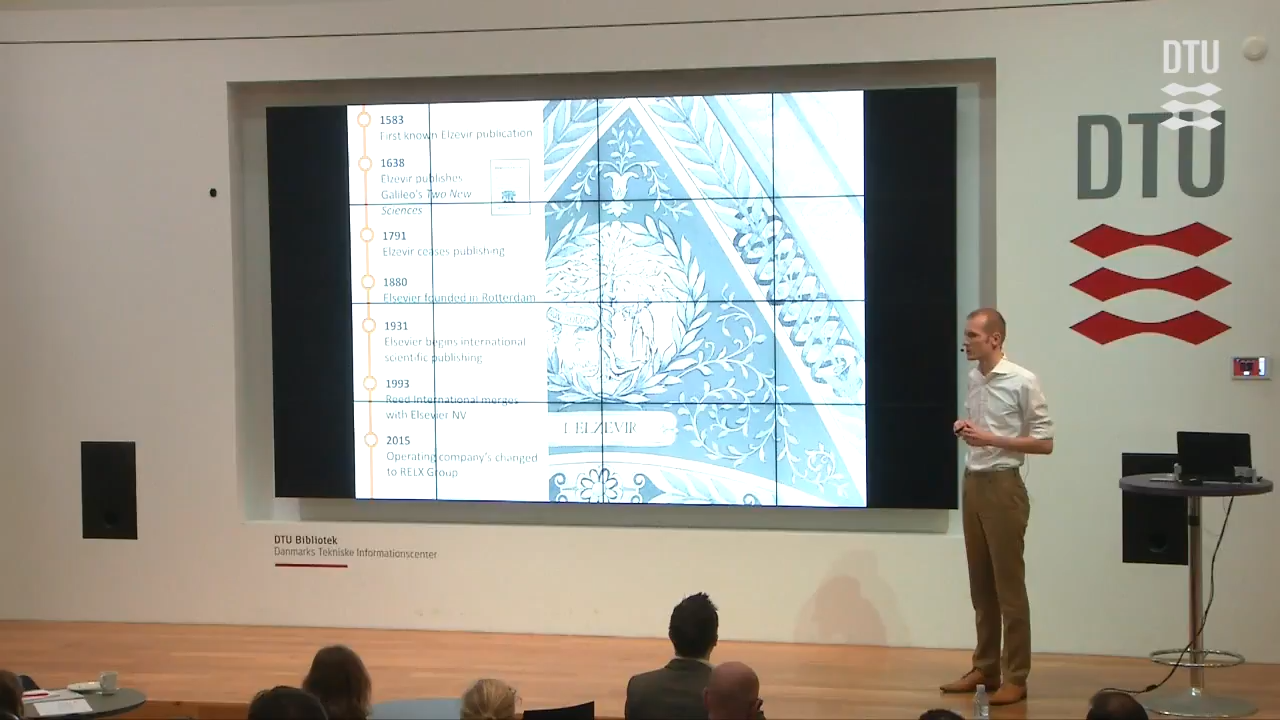 DTU
DTU
1583
First known Elzevir publication
1638
Elzevir publishes
Galileo's Two New
Sciences
1791
Elzevir ceases publishing
1880
Elsevier founded in Rotterdam
1931
Elsevier begins international
scientific publishing
1993
Reed International merges
with Elsevier NV
2015
Operating company's changed
to RELX Group
ELZEVIR
DTU Bibliotek
Danmarks Tekniske Informationscenter